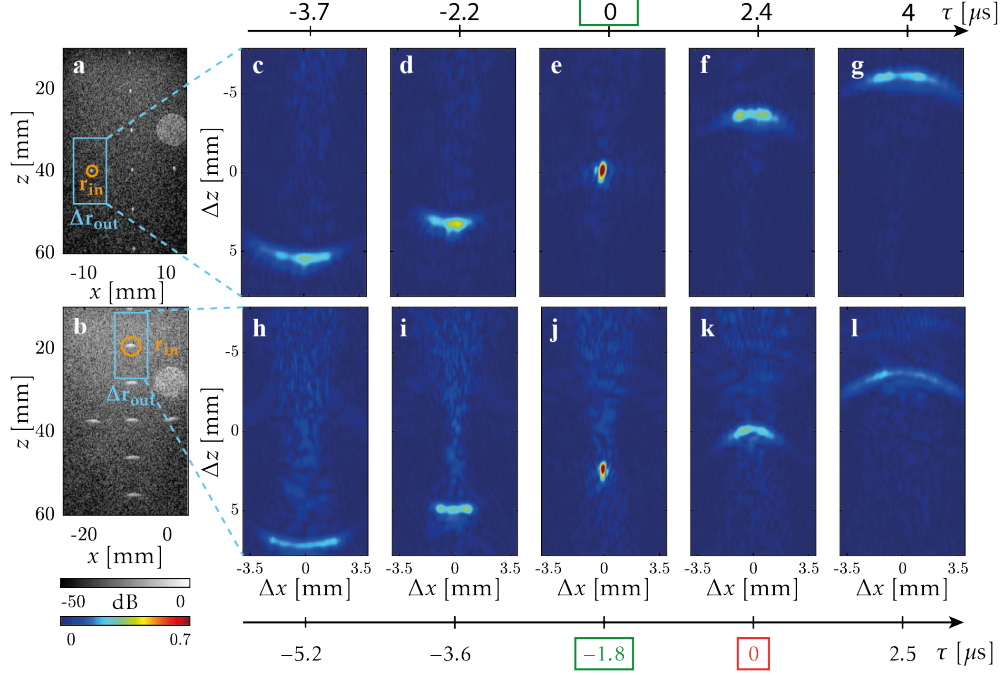 -3.7 -2.2 0 2.4 4 τ [μs]
a c d e f g
20
40
60
z [mm]
r_in
Δr_out
-10 10
x [mm]
-5
0
5
Δz [mm]
b h i j k l
20
40
60
z [mm]
r_in
Δr_out
-20 0
x [mm]
-5
0
5
Δz [mm]
-3.5 0 3.5 -3.5 0 3.5 -3.5 0 3.5 -3.5 0 3.5 -3.5 0 3.5
Δx [mm] Δx [mm] Δx [mm] Δx [mm] Δx [mm]
-50 dB 0
0 0.7
−5.2 −3.6 −1.8 0 2.5 τ [μs]